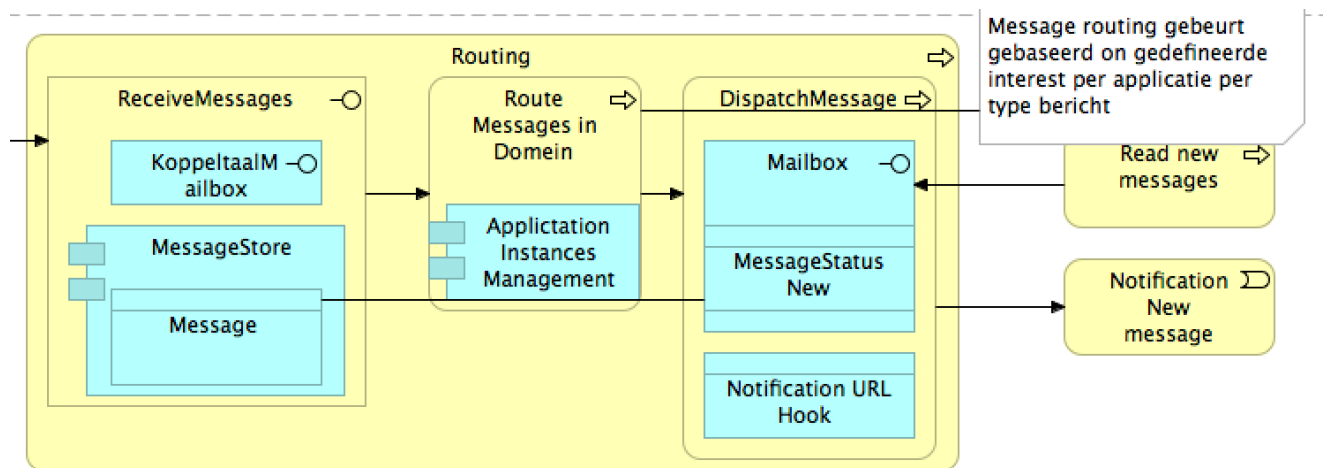 Routing
ReceiveMessages
KoppeltaalM
ailbox
MessageStore
Message
Route
Messages in
Domein
Applictation
Instances
Management
DispatchMessage
Mailbox
MessageStatus
New
Notification URL
Hook
Message routing gebeurt
gebaseerd on gedefineerde
interest per applicatie per
type bericht
Read new
messages
Notification
New
message